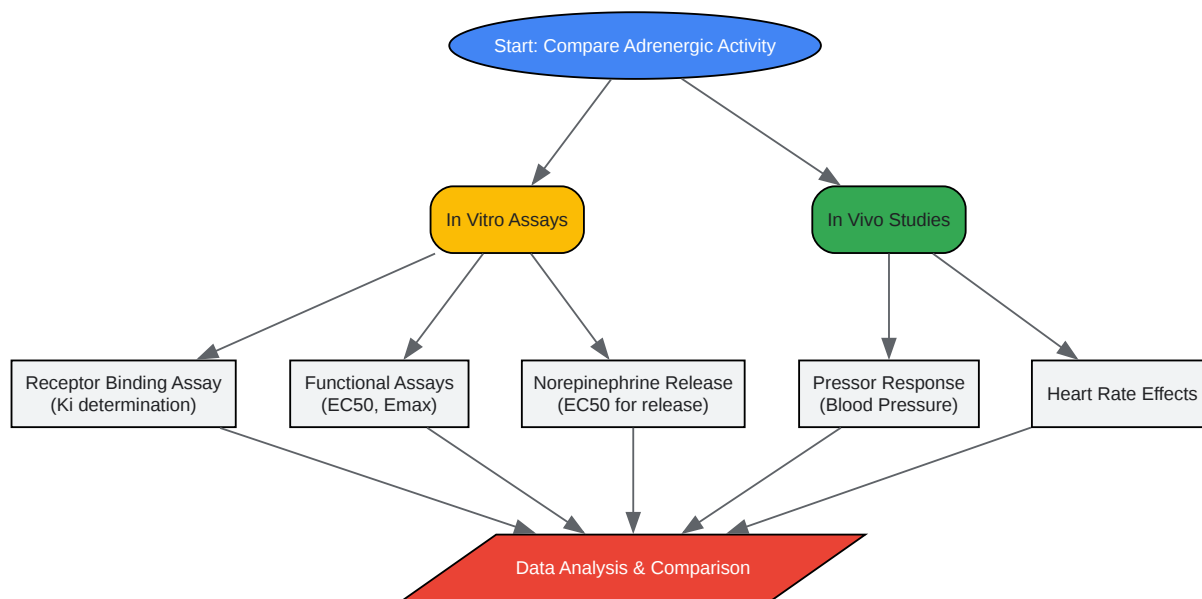 Start: Compare Adrenergic Activity
In Vitro Assays
In Vivo Studies
Receptor Binding Assay
(Ki determination)
Functional Assays
(EC50, Emax)
Norepinephrine Release
(EC50 for release)
Pressor Response
(Blood Pressure)
Heart Rate Effects
Data Analysis & Comparison